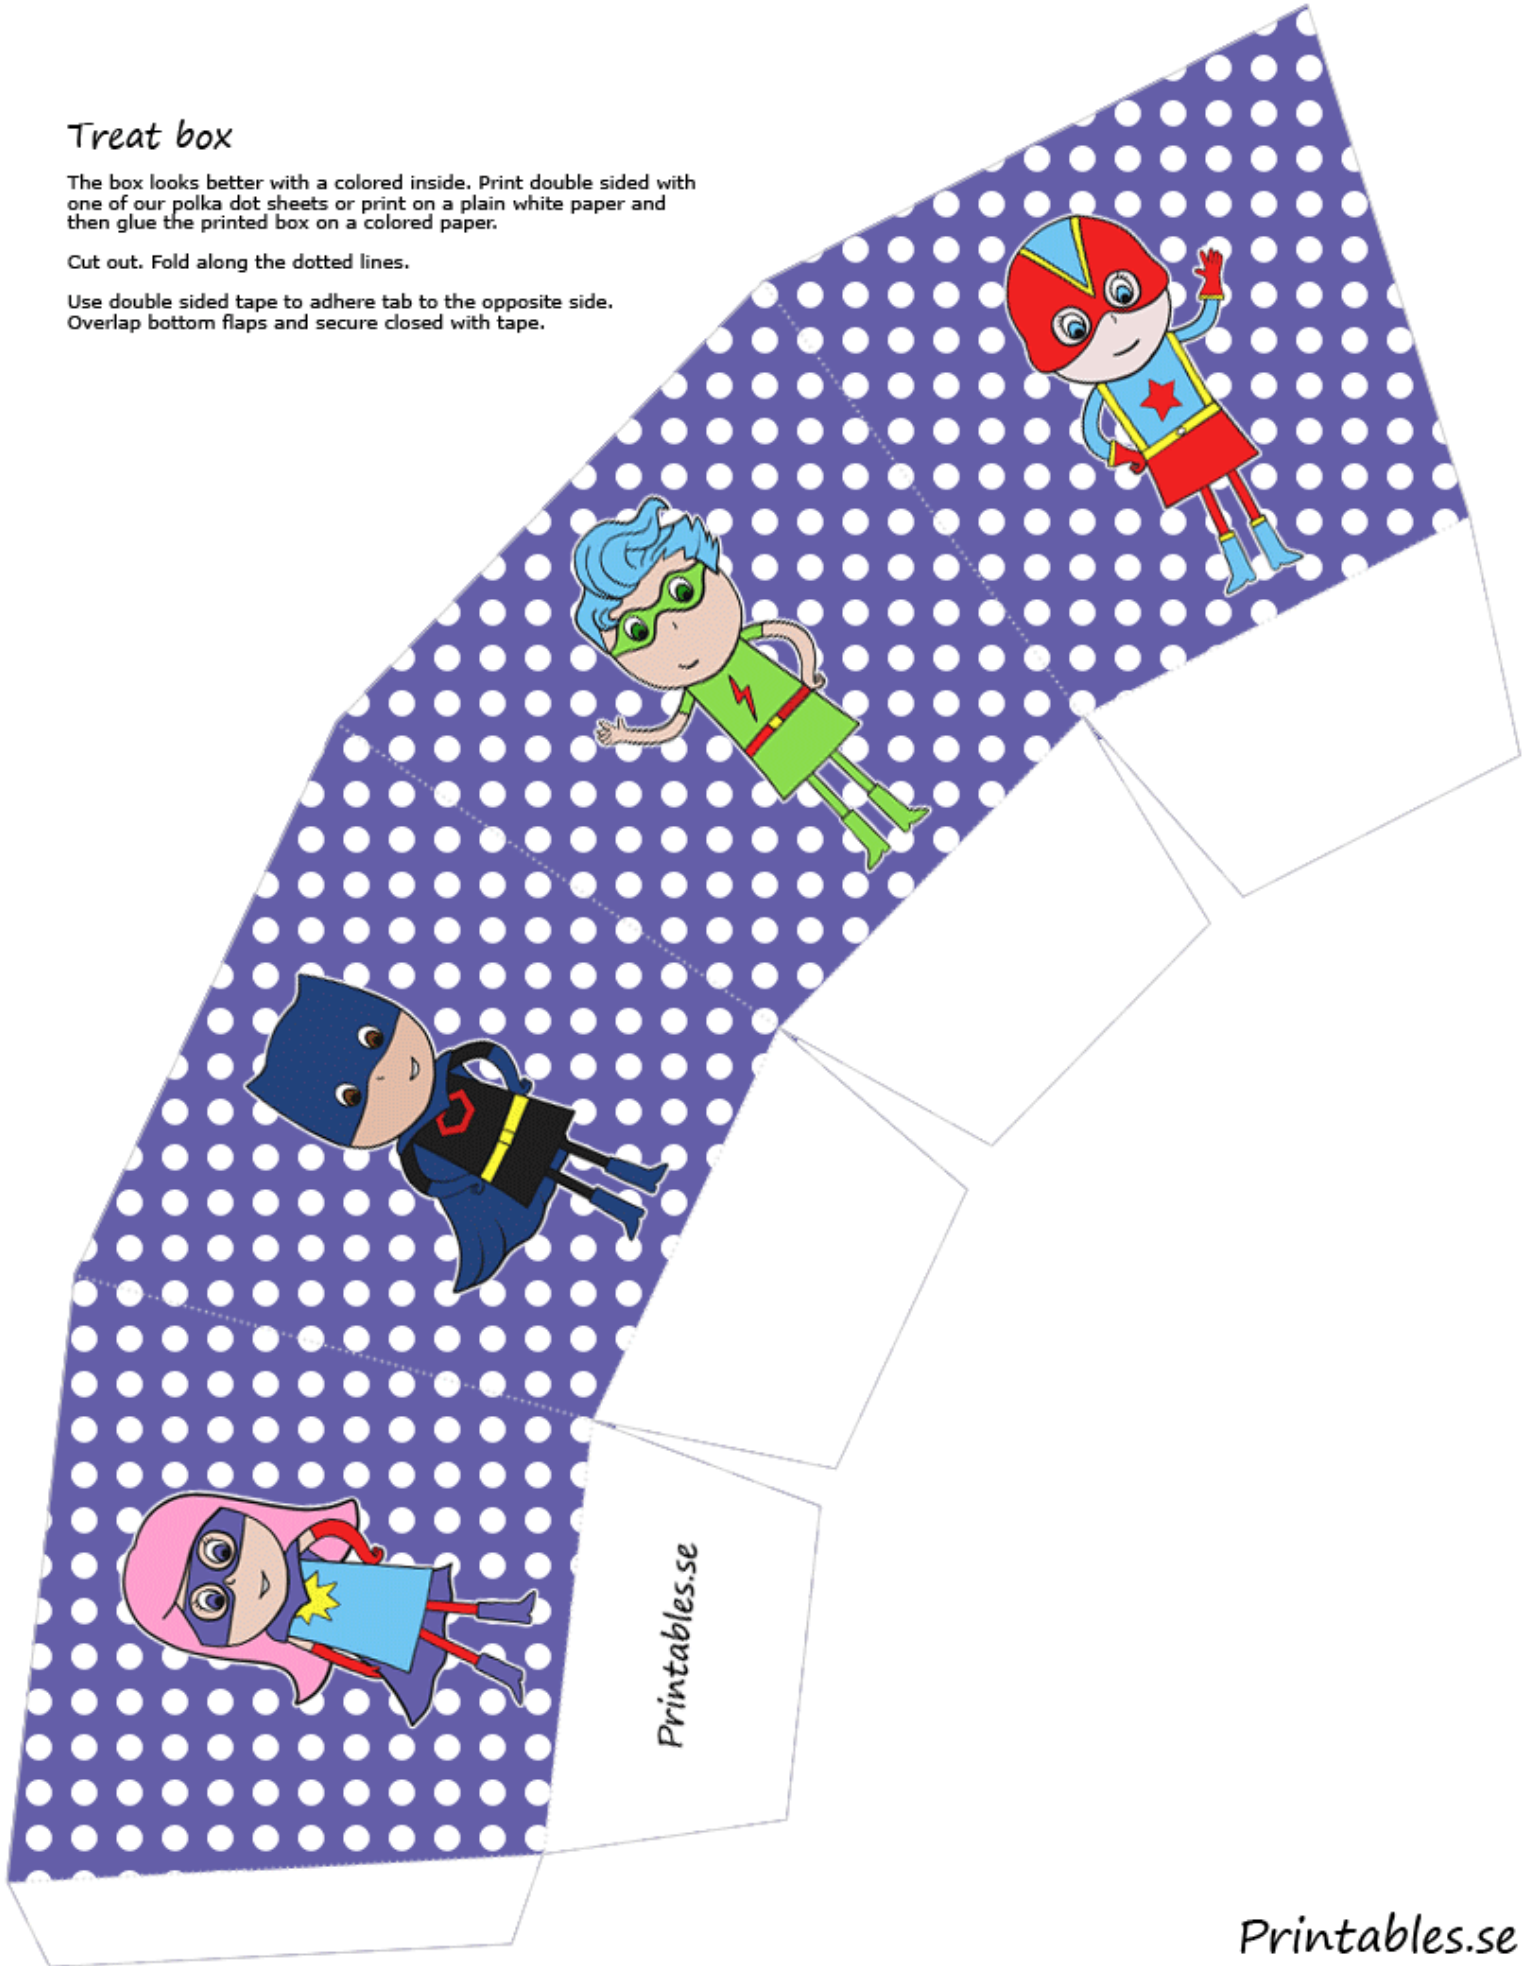 Treat box
The box looks better with a colored inside. Print double sided with
one of our polka dot sheets or print on a plain white paper and
then glue the printed box on a colored paper.
Cut out. Fold along the dotted lines.
Use double sided tape to adhere tab to the opposite side.
Overlap bottom flaps and secure closed with tape.
Printables.se
Printables.se